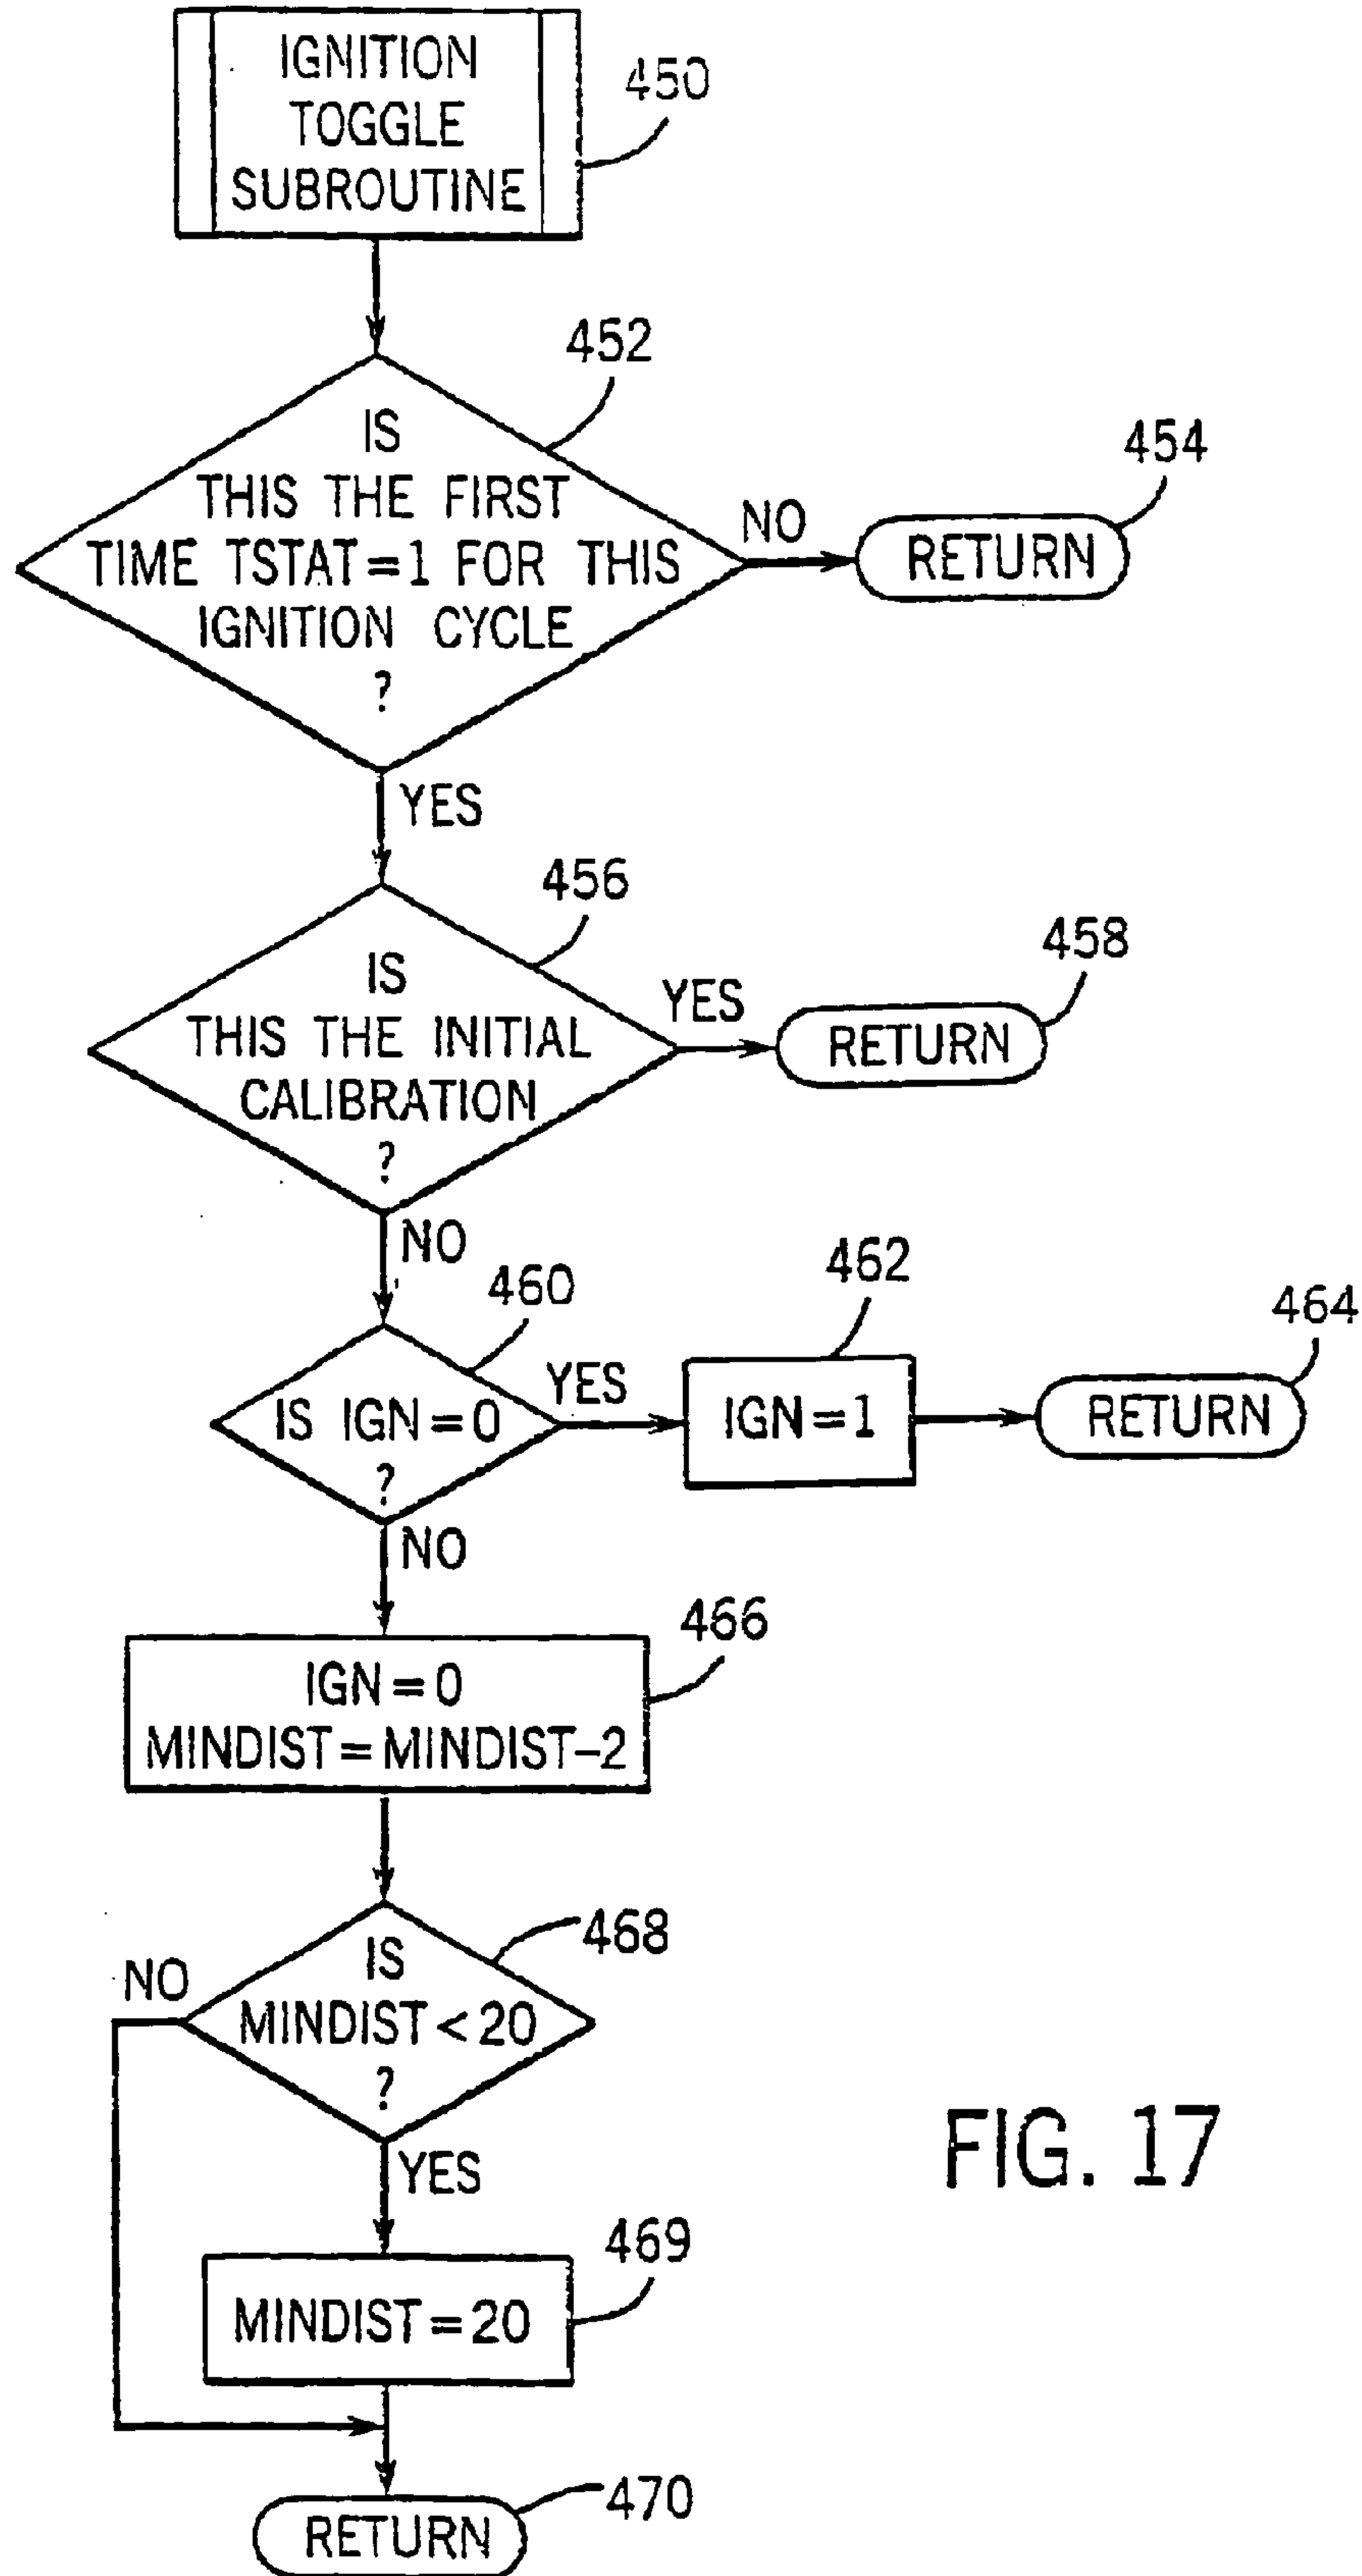 IGNITION
TOGGLE
SUBROUTINE
450
452
IS
THIS THE FIRST
TIME TSTAT=1 FOR THIS
IGNITION CYCLE
?
NO
454
RETURN
YES
456
IS
THIS THE INITIAL
CALIBRATION
?
YES
458
RETURN
NO
460
IS IGN=0
?
YES
462
IGN=1
464
RETURN
NO
466
IGN=0
MINDIST=MINDIST-2
468
IS
MINDIST<20
?
NO
YES
469
MINDIST=20
470
RETURN
FIG. 17